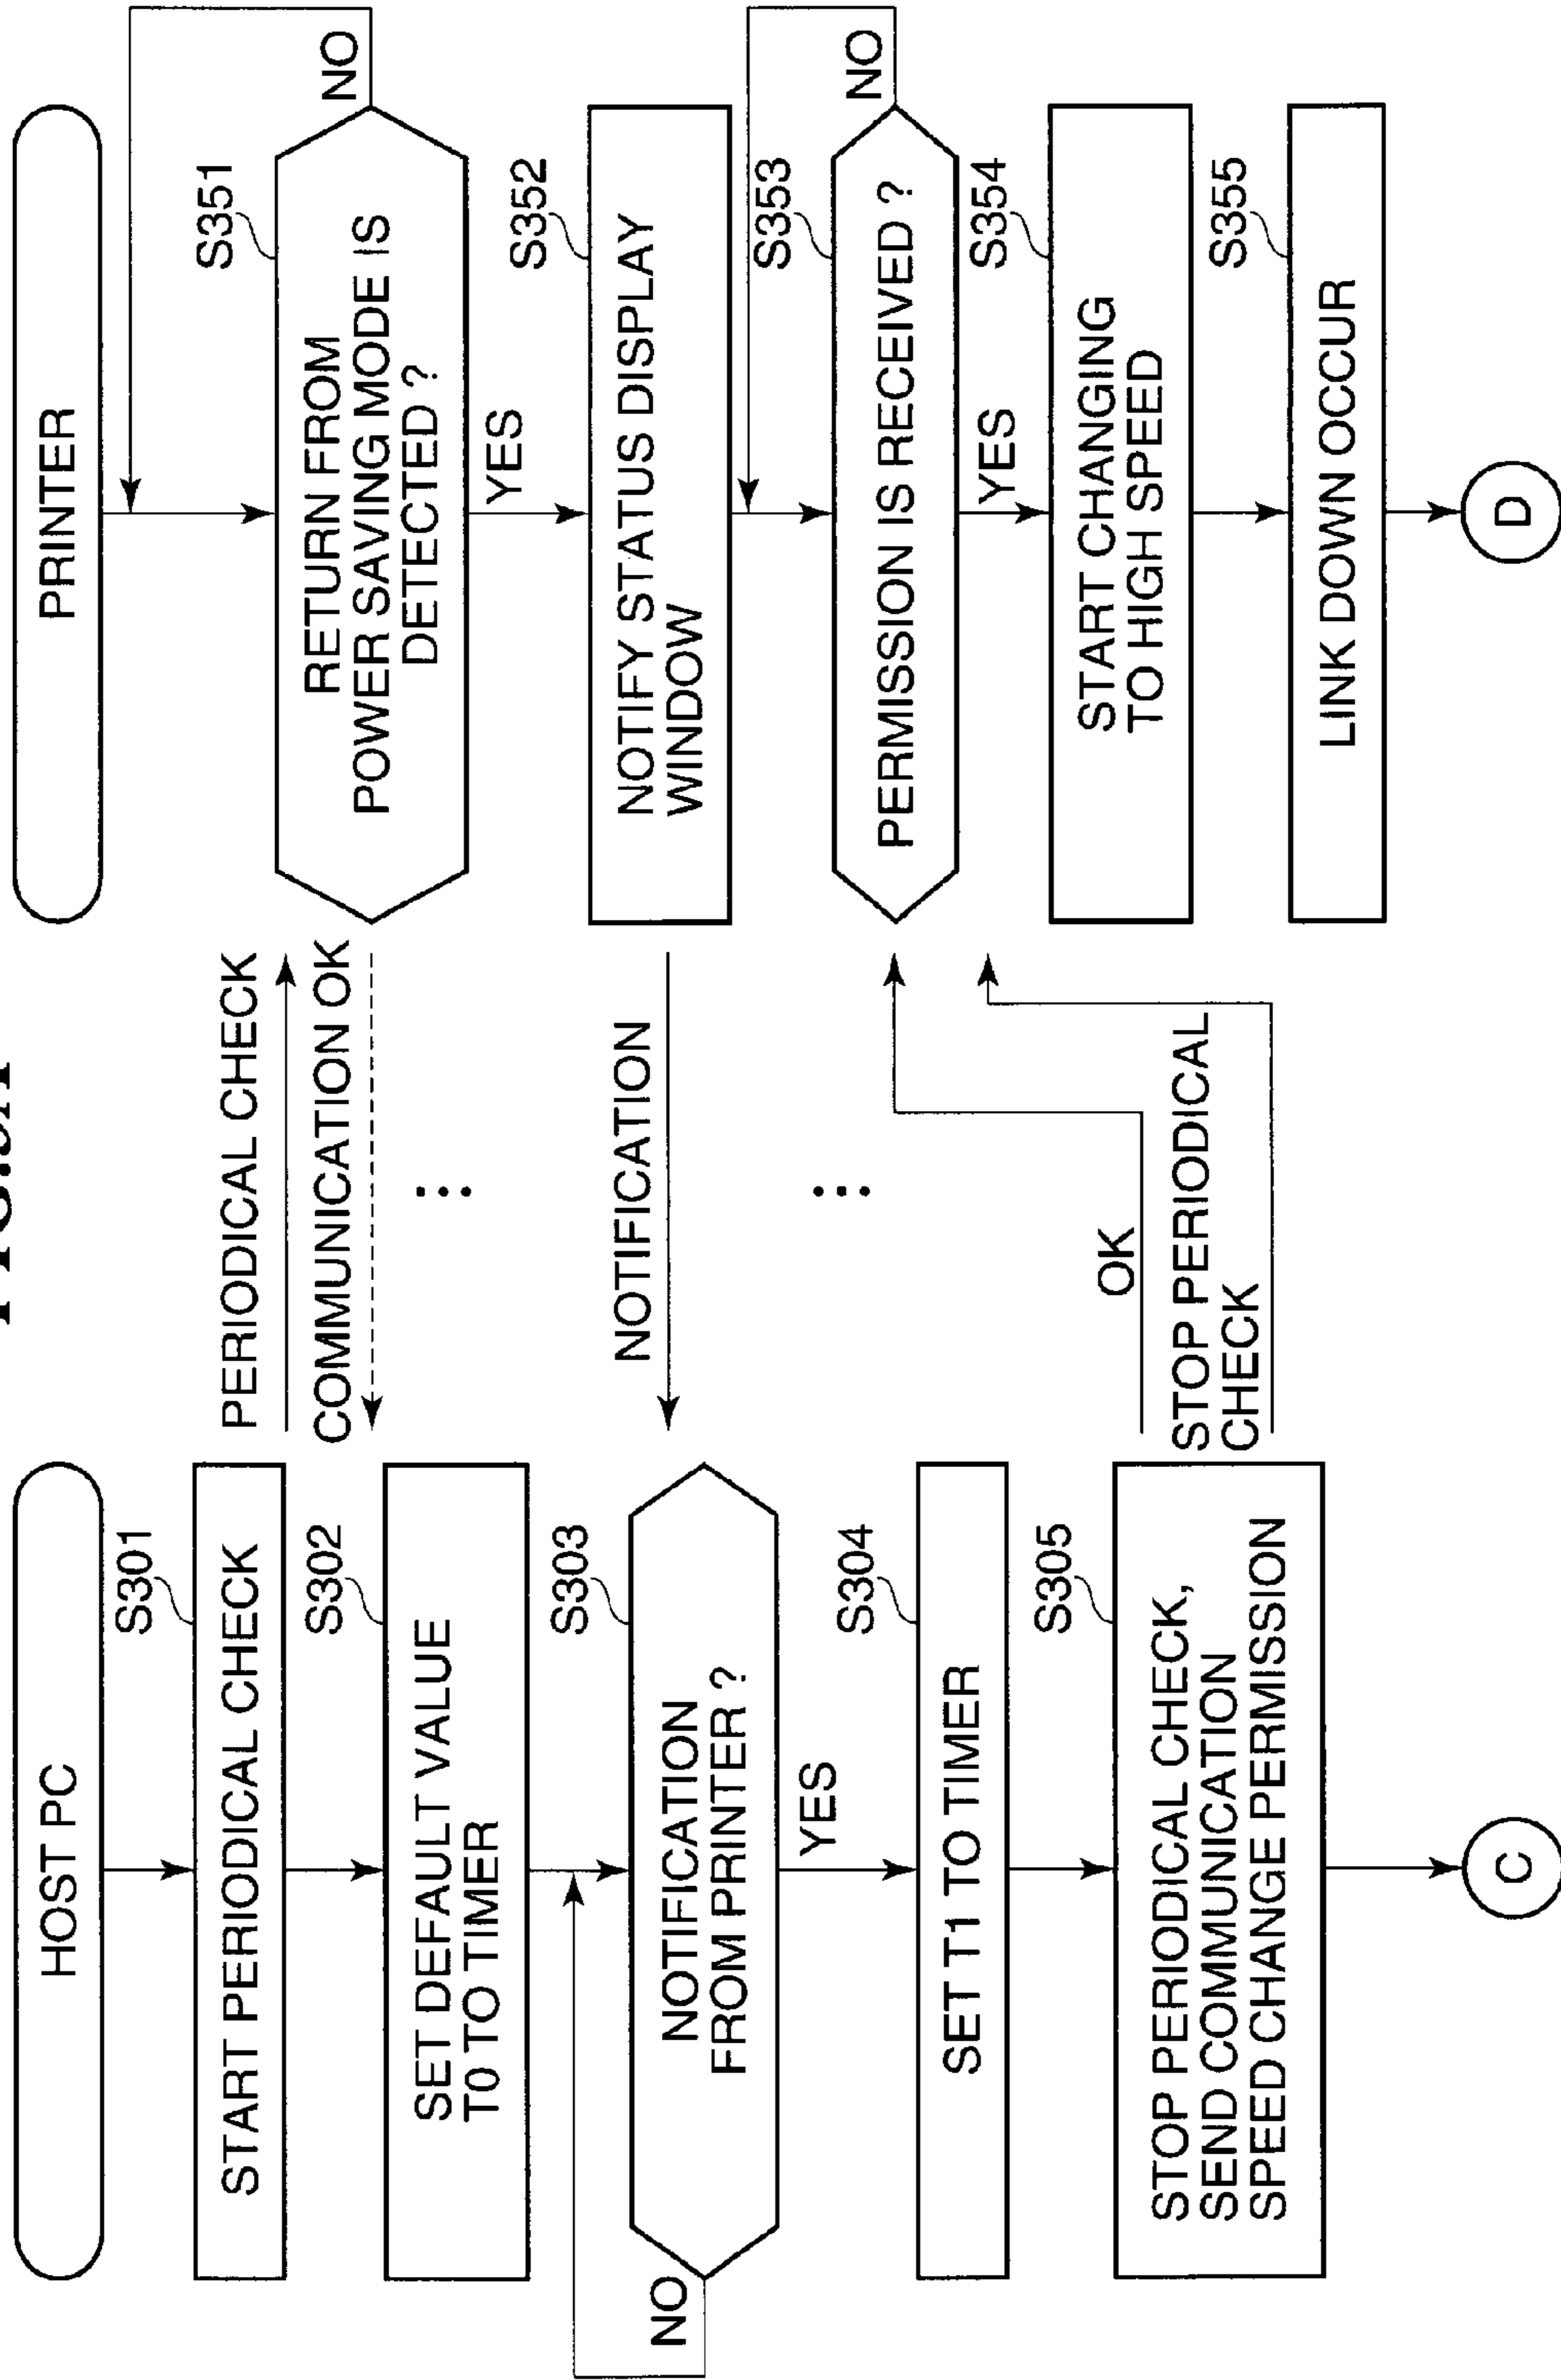 HOST PC
S301
START PERIODICAL CHECK
S302
SET DEFAULT VALUE
T0 TO TIMER
S303
NOTIFICATION
FROM PRINTER ?
NO
YES
S304
SET T1 TO TIMER
S305
STOP PERIODICAL CHECK,
SEND COMMUNICATION
SPEED CHANGE PERMISSION
C
PERIODICAL CHECK
COMMUNICATION OK
NOTIFICATION
OK
STOP PERIODICAL
CHECK
PRINTER
S351
RETURN FROM
POWER SAVING MODE IS
DETECTED ?
NO
YES
S352
NOTIFY STATUS DISPLAY
WINDOW
S353
PERMISSION IS RECEIVED ?
NO
YES
S354
START CHANGING
TO HIGH SPEED
S355
LINK DOWN OCCUR
D